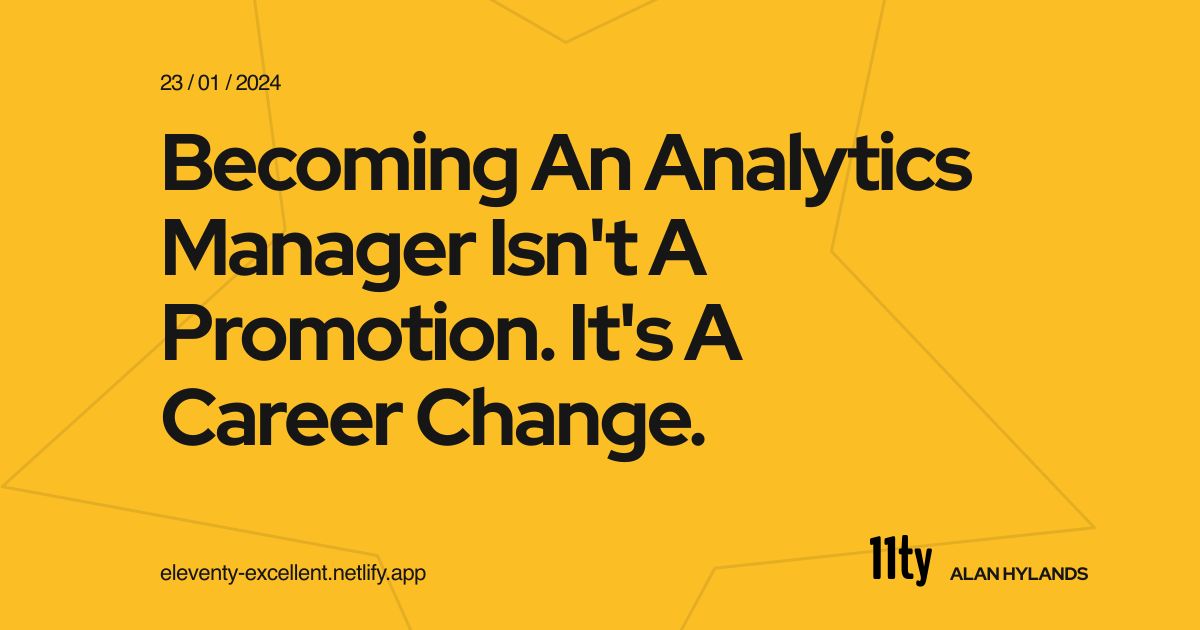 23 / 01 / 2024
Becoming An Analytics
Manager Isn't A
Promotion. It's A
Career Change.
eleventy-excellent.netlify.app
11ty ALAN HYLANDS